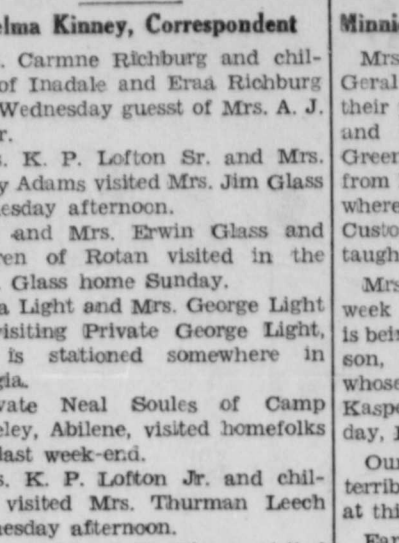 elma Kinney, Correspondent
. Carmne Richburg and chil-
of Inadale and Eraa Richburg
Wednesday guesst of Mrs. A. J.
r.
s. K. P. Lofton Sr. and Mrs.
y Adams visited Mrs. Jim Glass
esday afternoon.
and Mrs. Erwin Glass and
ren of Rotan visited in the
. Glass home Sunday.
a Light and Mrs. George Light
visiting Private George Light,
is stationed somewhere in
gia.
vate Neal Soules of Camp
eley, Abilene, visited homefolks
last week-end.
s. K. P. Lofton Jr. and chil-
visited Mrs. Thurman Leech
nesday afternoon.
Minni
Mrs
Geral
their
and
Green
from
where
Custo
taugh
Mrs
week
is bein
son,
whose
Kaspe
day,
Our
terrib
at thi
Ear